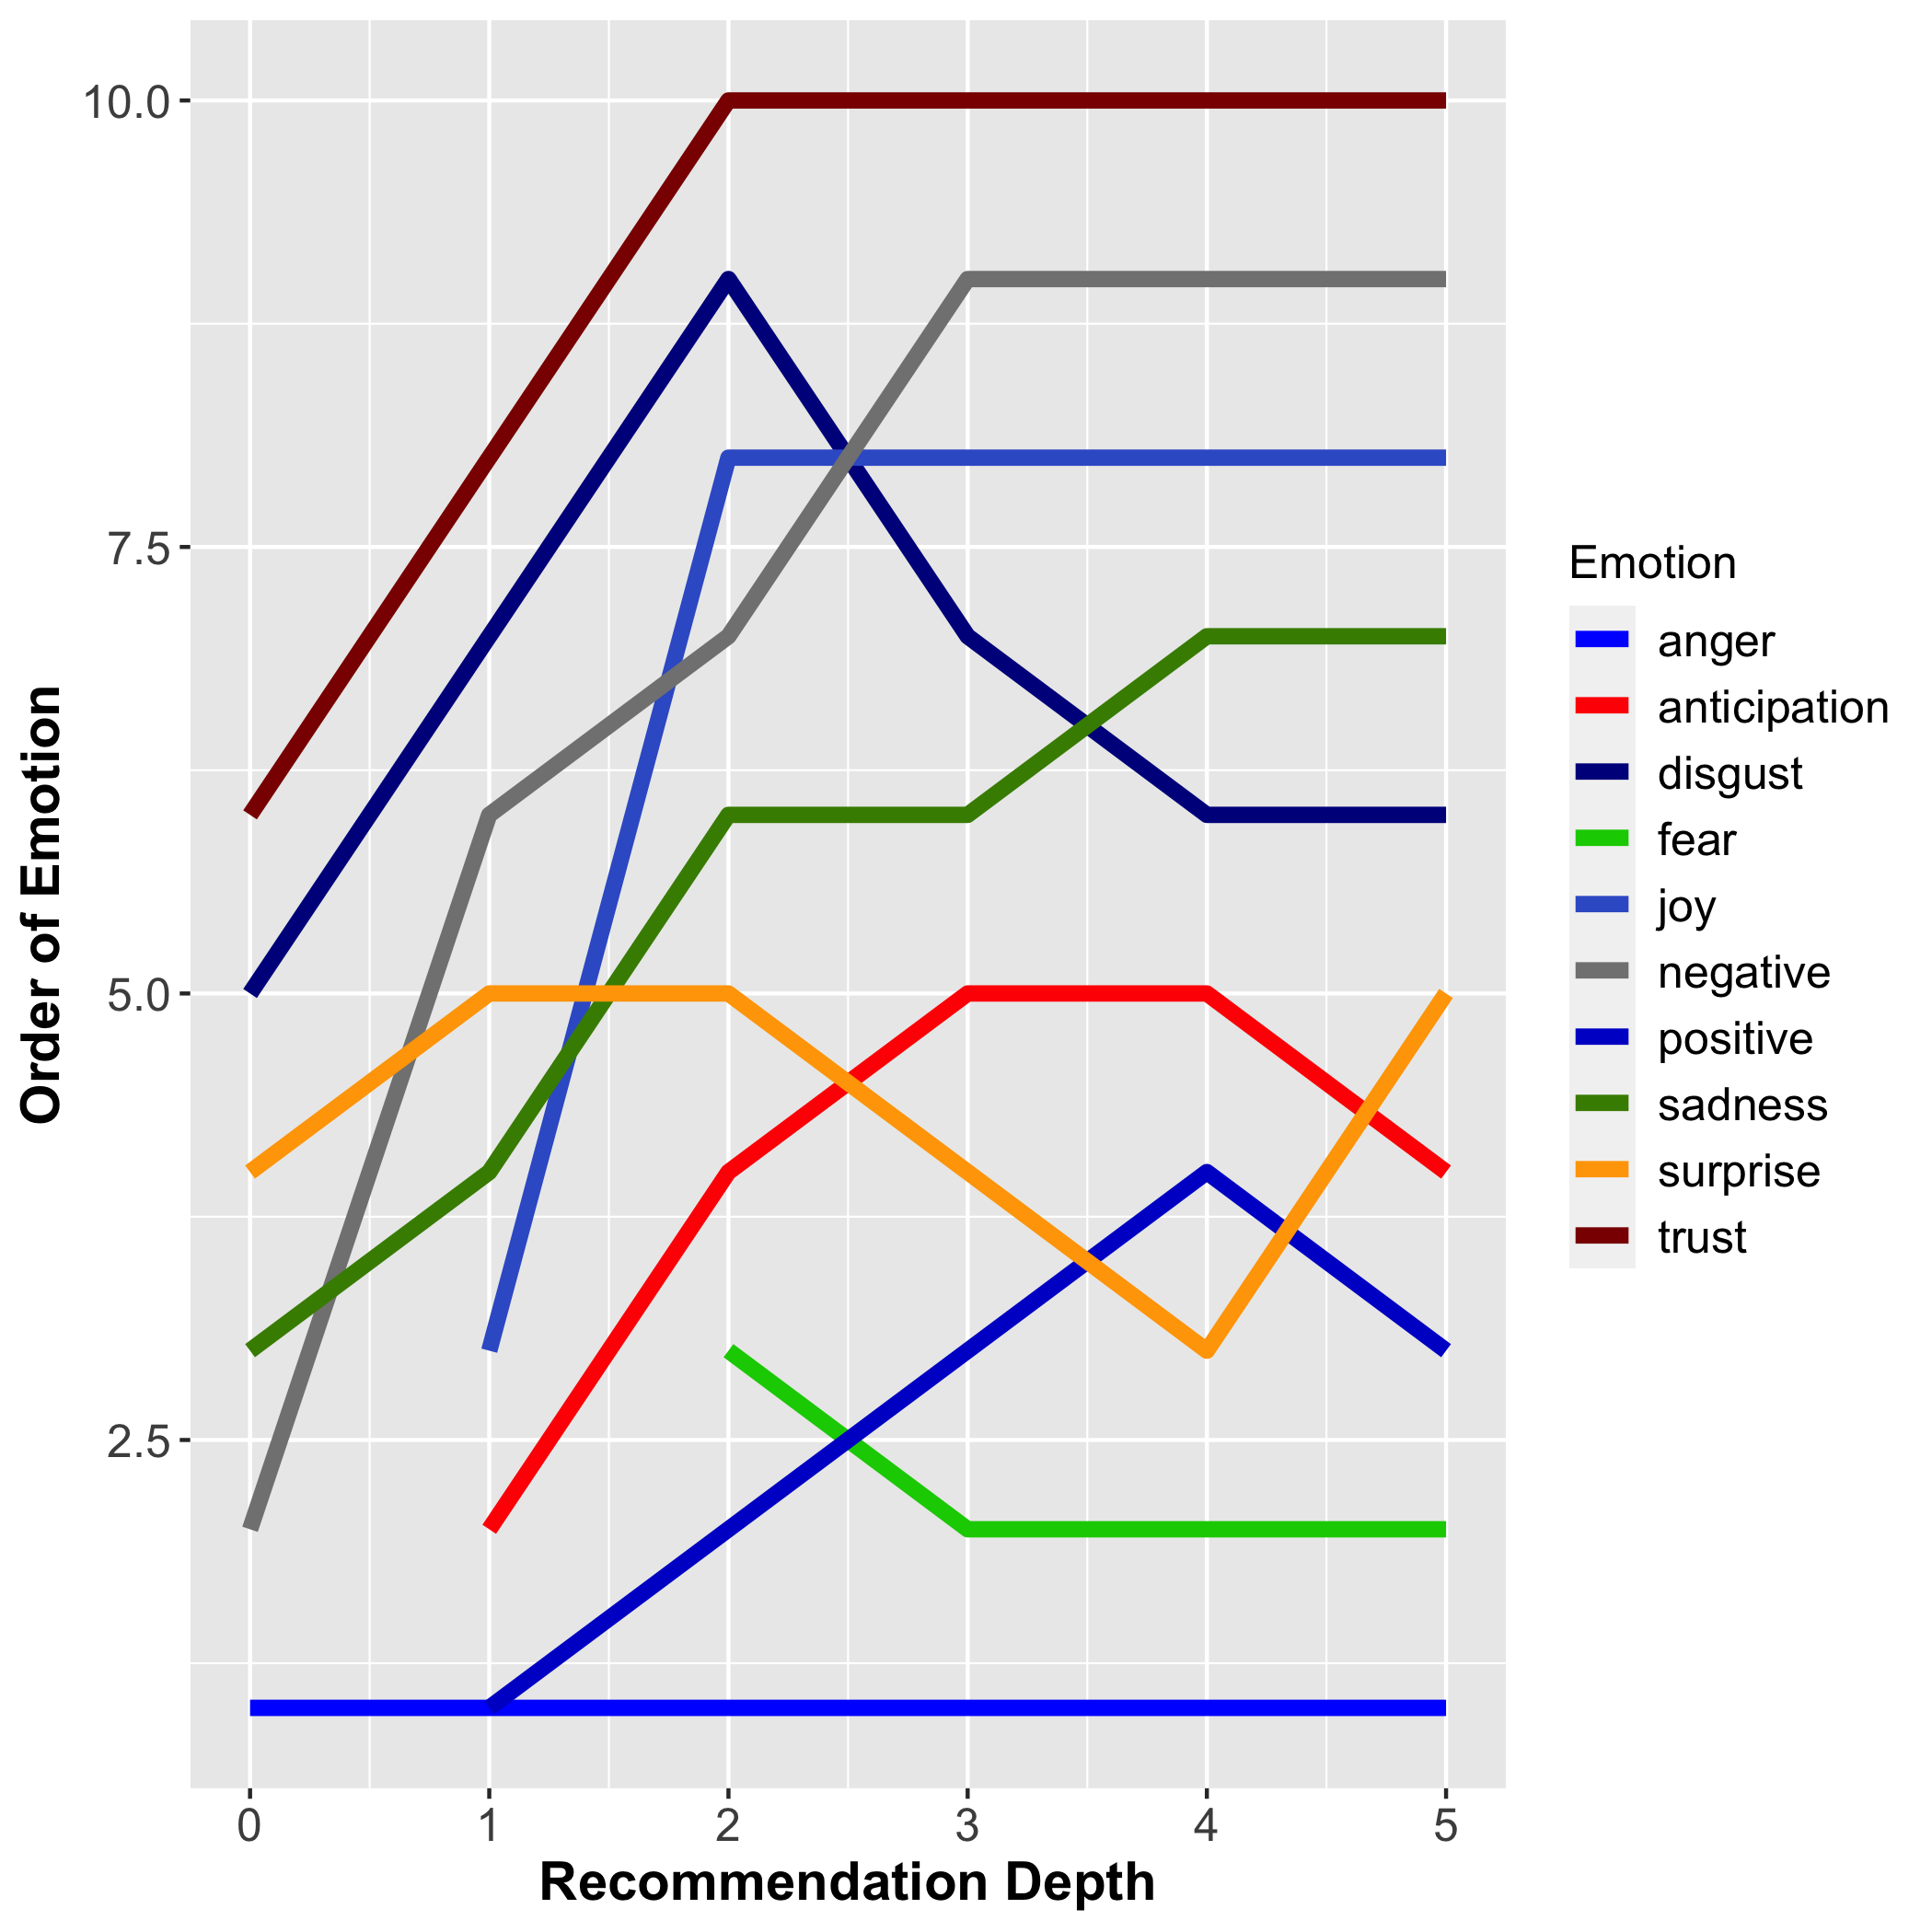 10.0
7.5
5.0
2.5
Order of Emotion
0 1 2 3 4 5
Recommendation Depth
Emotion
anger
anticipation
disgust
fear
joy
negative
positive
sadness
surprise
trust